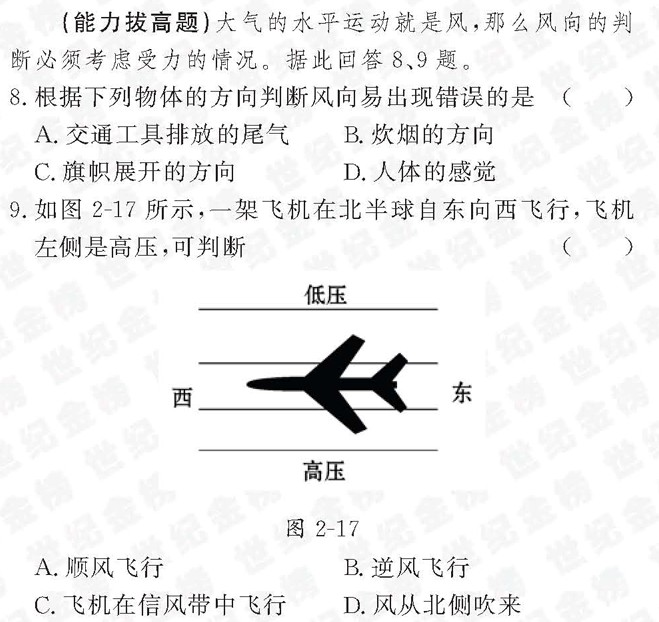 (能力拔高题)大气的水平运动就是风,那么风向的判
断必须考虑受力的情况。据此回答8、9题。
8.根据下列物体的方向判断风向易出现错误的是 (  )
A.交通工具排放的尾气 B.炊烟的方向
C.旗帜展开的方向 D.人体的感觉
9.如图2-17所示,一架飞机在北半球自东向西飞行,飞机
左侧是高压,可判断 (  )
低压
西 东
高压
图 2-17
A.顺风飞行 B.逆风飞行
C.飞机在信风带中飞行 D.风从北侧吹来
世纪金榜